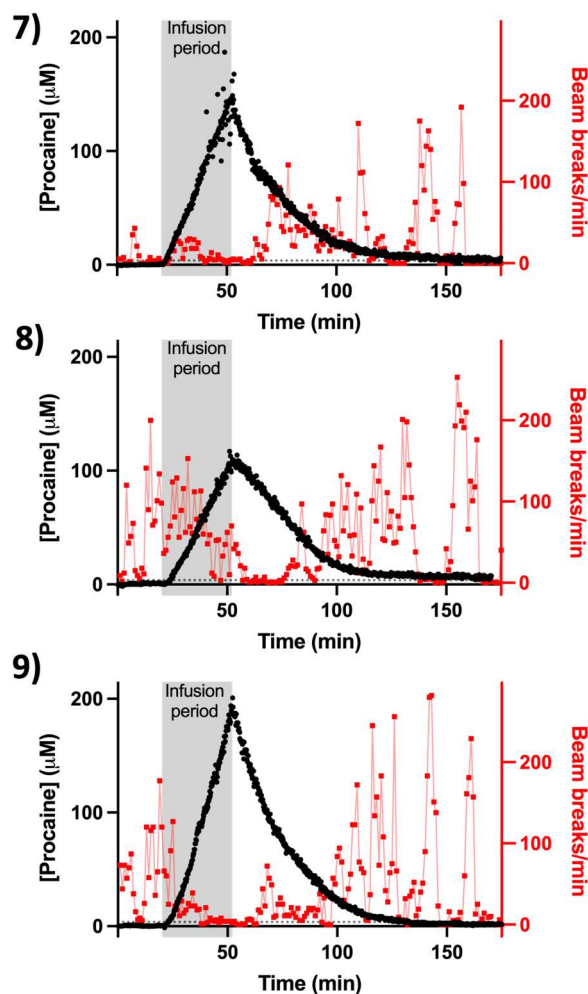 7)
Infusion
period
200
100
0
[Procaine] (μM)
200
100
0
Beam breaks/min
50
100
150
Time (min)
8)
Infusion
period
200
100
0
[Procaine] (μM)
200
100
0
Beam breaks/min
50
100
150
Time (min)
9)
Infusion
period
200
100
0
[Procaine] (μM)
200
100
0
Beam breaks/min
50
100
150
Time (min)